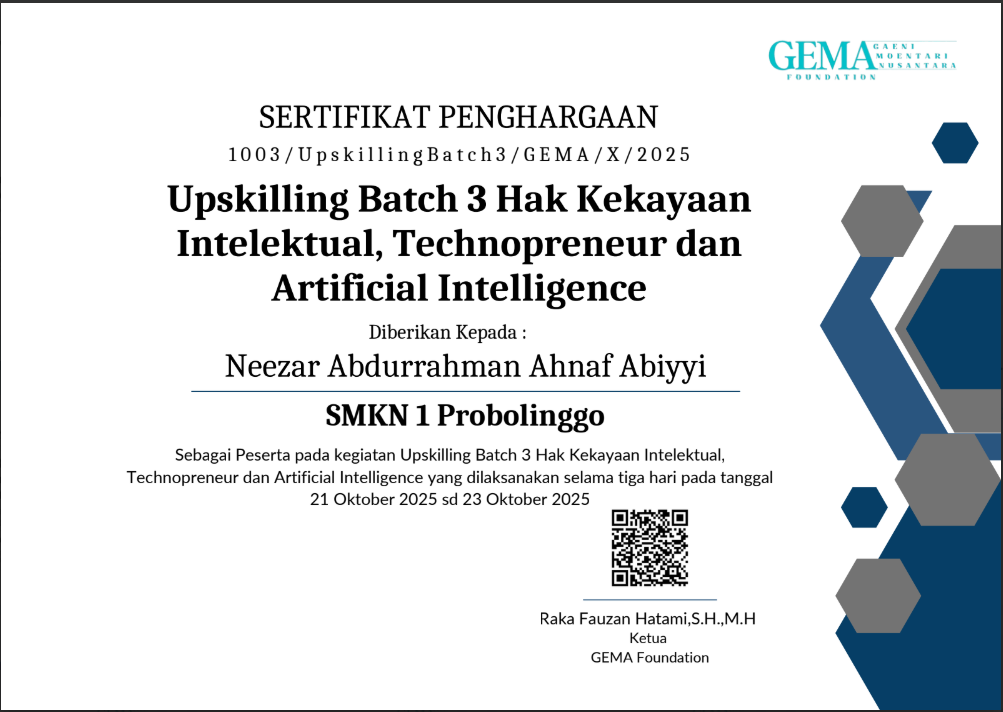 GEMA GAENI
MOENTARI
NUSANTARA
FOUNDATION
SERTIFIKAT PENGHARGAAN
1003/UpskillingBatch3/GEMA/X/2025
Upskilling Batch 3 Hak Kekayaan
Intelektual, Technopreneur dan
Artificial Intelligence
Diberikan Kepada :
Neezar Abdurrahman Ahnaf Abiyyi
SMKN 1 Probolinggo
Sebagai Peserta pada kegiatan Upskilling Batch 3 Hak Kekayaan Intelektual,
Technopreneur dan Artificial Intelligence yang dilaksanakan selama tiga hari pada tanggal
21 Oktober 2025 sd 23 Oktober 2025
Raka Fauzan Hatami,S.H.,M.H
Ketua
GEMA Foundation